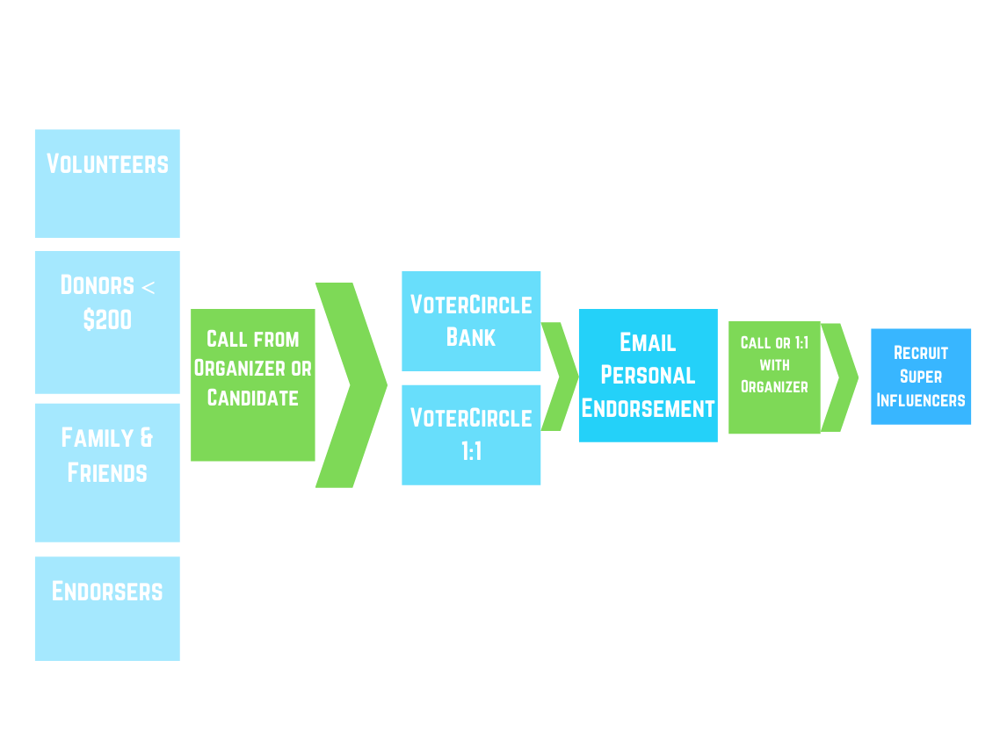 Volunteers
Donors <
$200
Family &
Friends
Endorsers
Call from
Organizer or
Candidate
VoterCircle
Bank
VoterCircle
1:1
Email
Personal
Endorsement
Call or 1:1
with
Organizer
Recruit
Super
Influencers